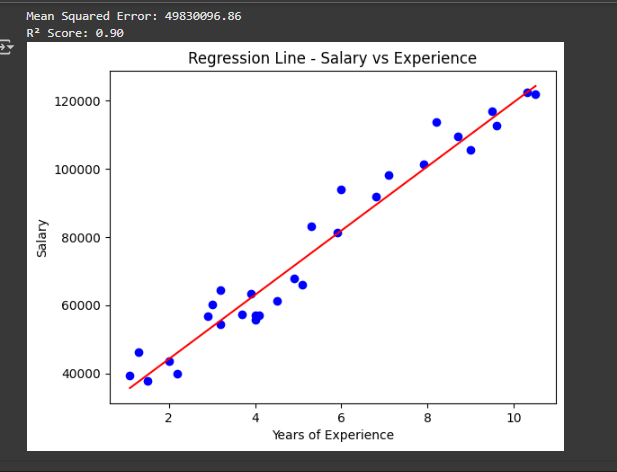 Mean Squared Error: 49830096.86
R² Score: 0.90
Regression Line - Salary vs Experience
120000
100000
80000
60000
40000
Salary
2 4 6 8 10
Years of Experience